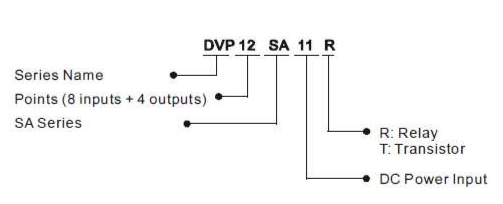 DVP 12 SA 11 R
Series Name
Points (8 inputs + 4 outputs)
SA Series
R: Relay
T: Transistor
DC Power Input